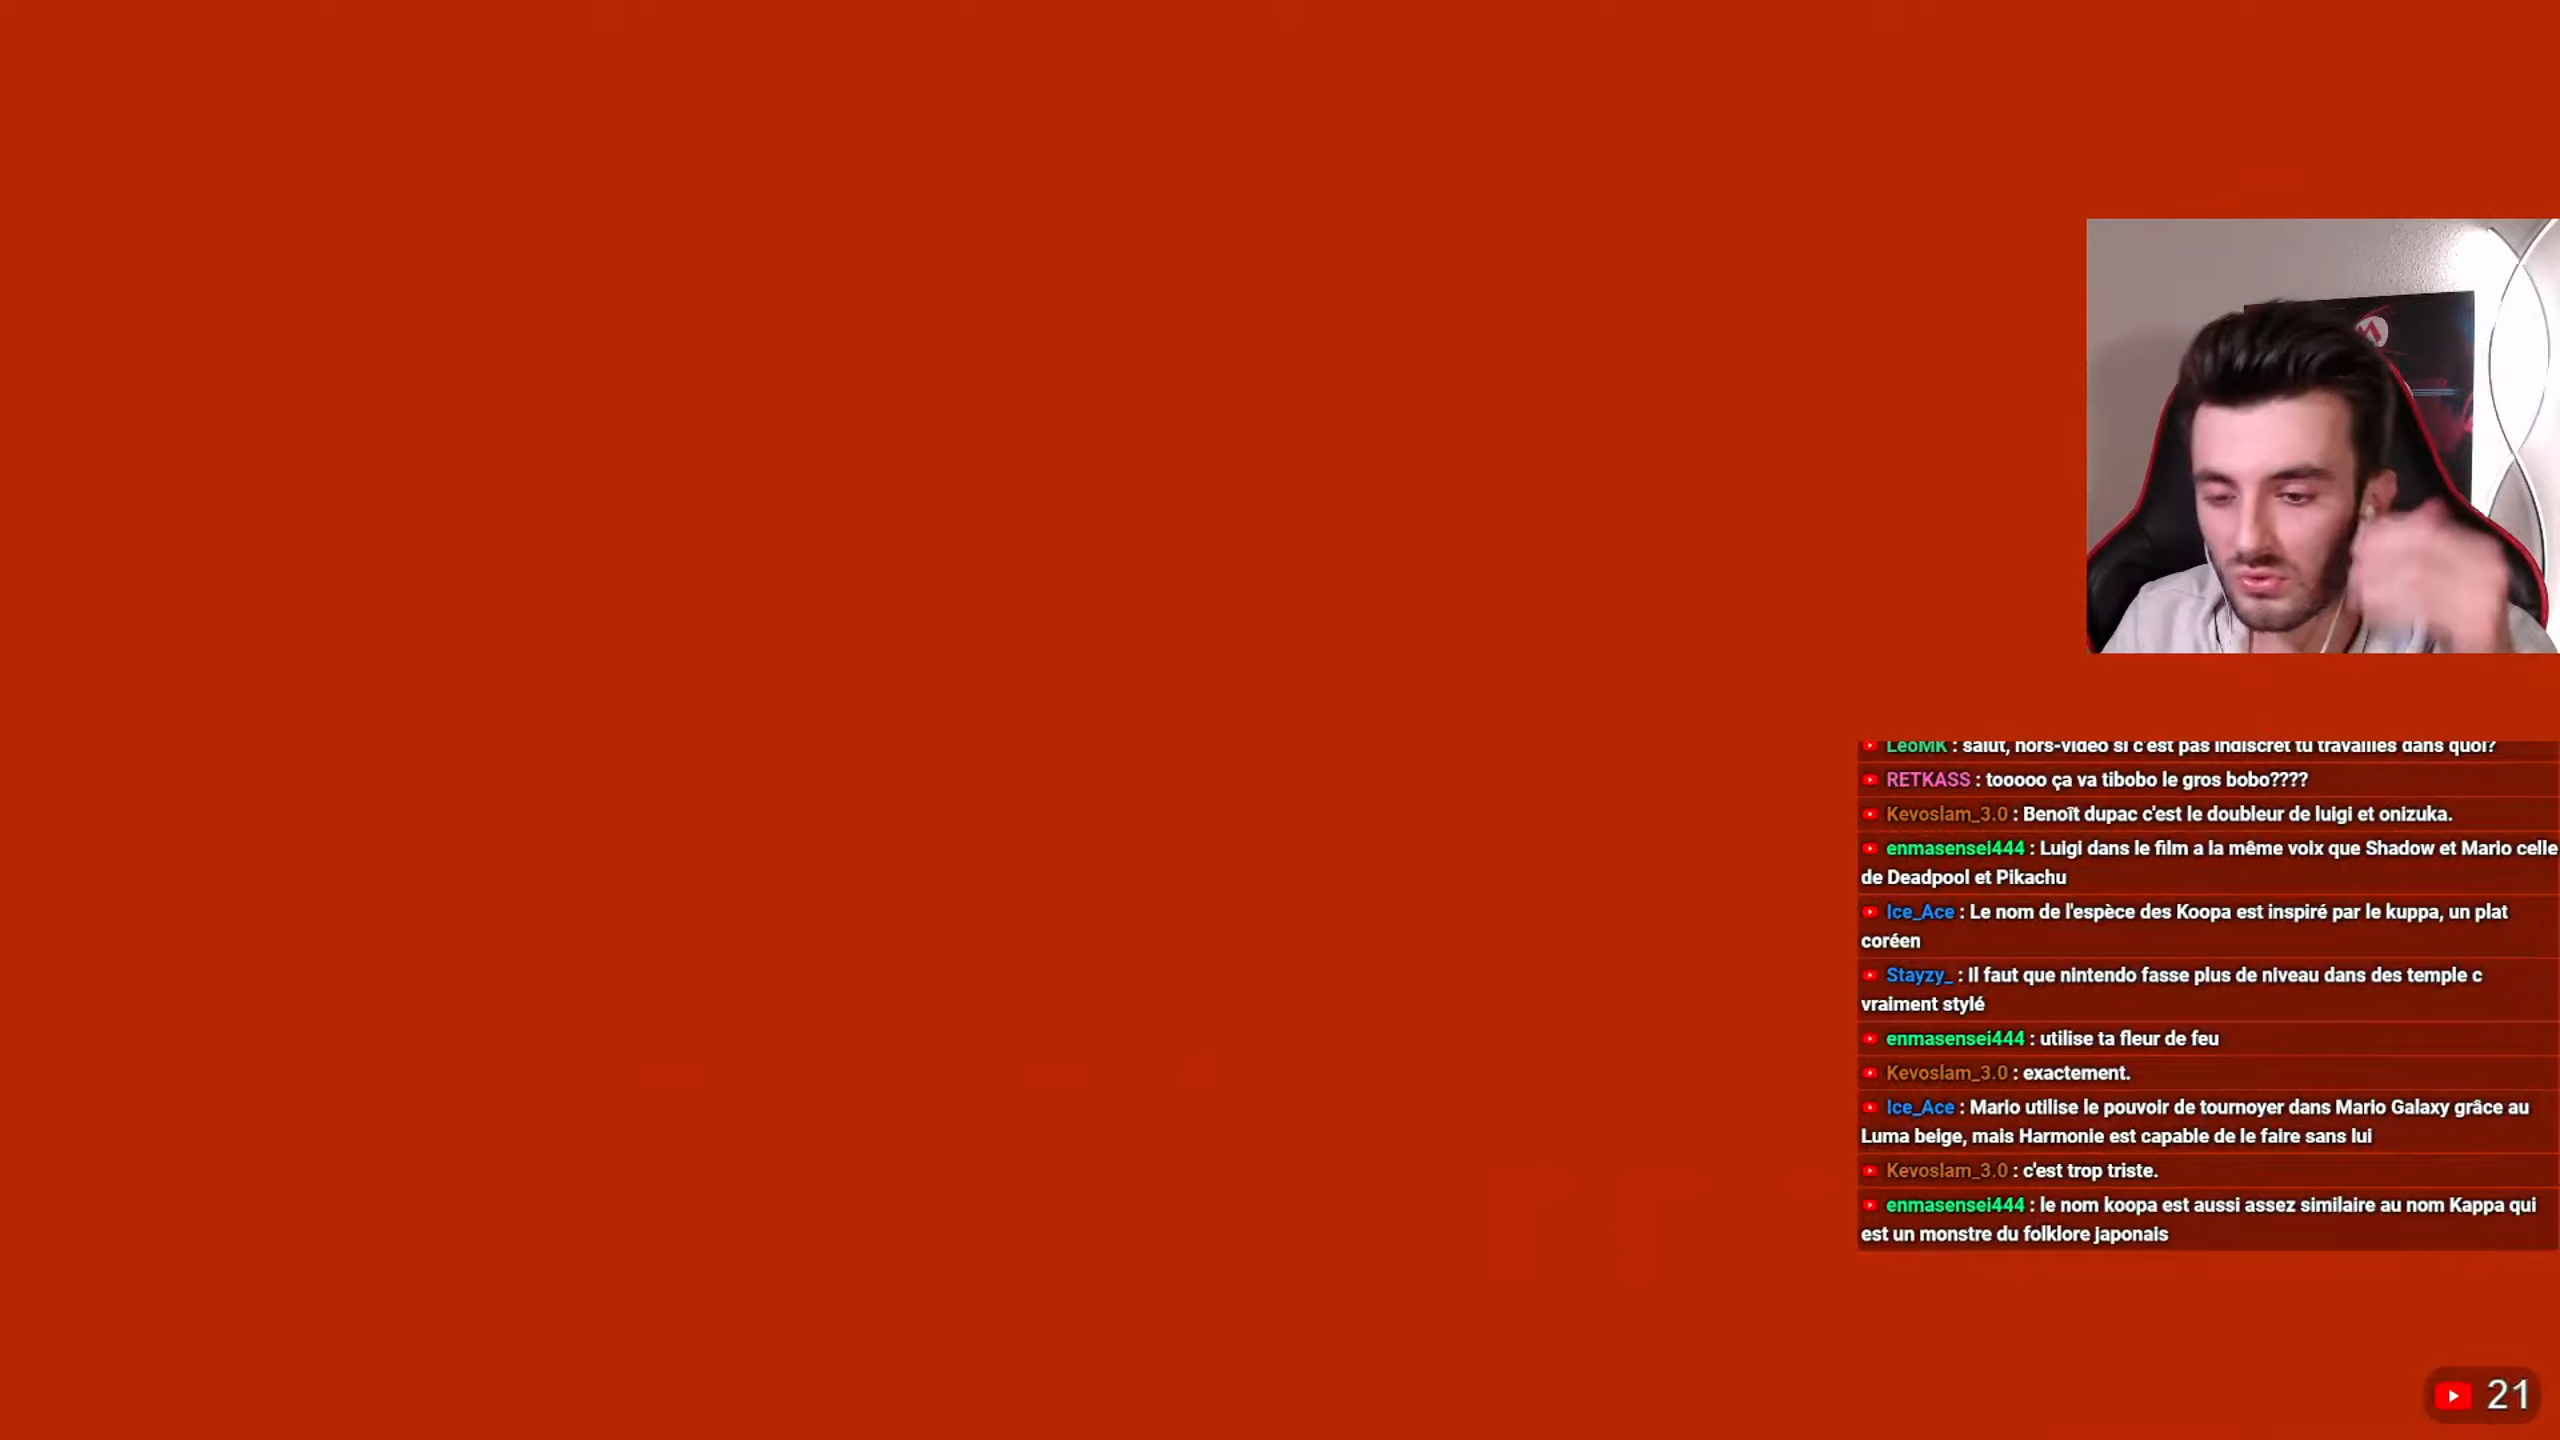 LeoMK : salut, hors-vidéo si c'est pas indiscret tu travailles dans quoi?
RETKASS : tooooo ça va tibobo le gros bobo????
Kevoslam_3.0 : Benoît dupac c'est le doubleur de luigi et onizuka.
enmasensei444 : Luigi dans le film a la même voix que Shadow et Mario celle
de Deadpool et Pikachu
Ice_Ace : Le nom de l'espèce des Koopa est inspiré par le kuppa, un plat
coréen
Stayzy_ : Il faut que nintendo fasse plus de niveau dans des temple c
vraiment stylé
enmasensei444 : utilise ta fleur de feu
Kevoslam_3.0 : exactement.
Ice_Ace : Mario utilise le pouvoir de tournoyer dans Mario Galaxy grâce au
Luma beige, mais Harmonie est capable de le faire sans lui
Kevoslam_3.0 : c'est trop triste.
enmasensei444 : le nom koopa est aussi assez similaire au nom Kappa qui
est un monstre du folklore japonais
21